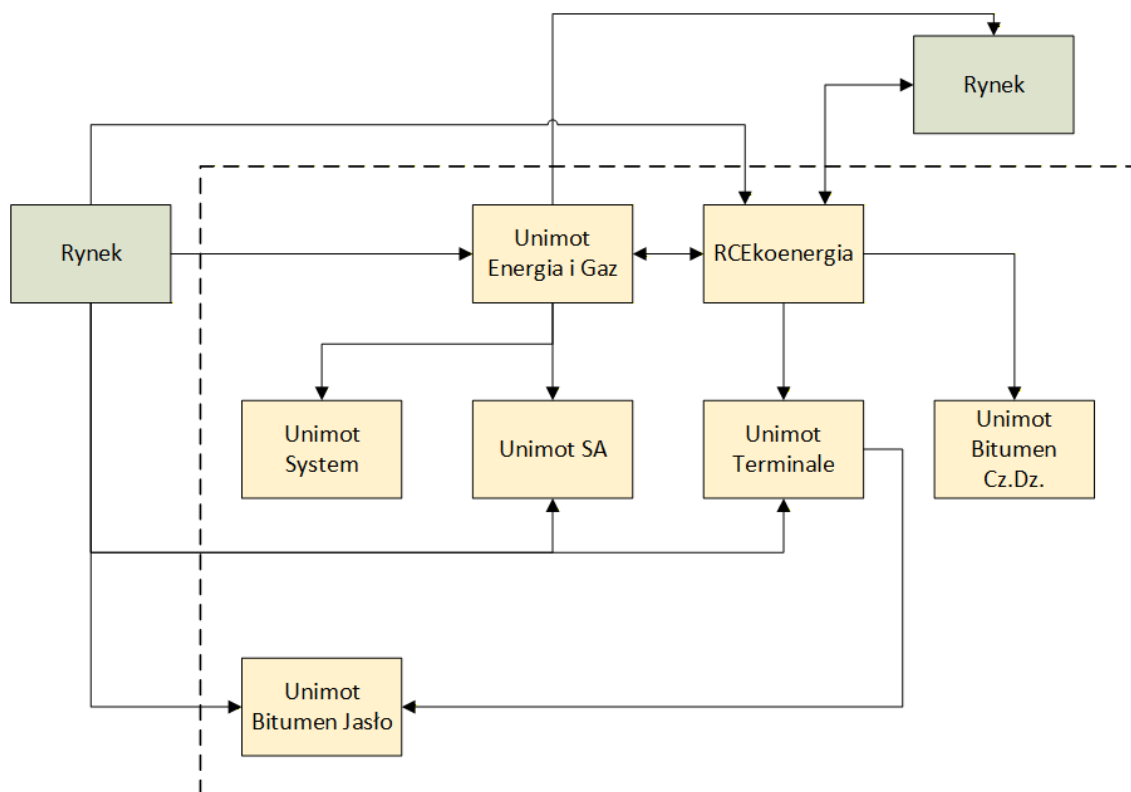 Rynek
Rynek
Unimot
Energia i Gaz
RCEkoenergia
Unimot
System
Unimot SA
Unimot
Terminale
Unimot
Bitumen
Cz.Dz.
Unimot
Bitumen Jasło